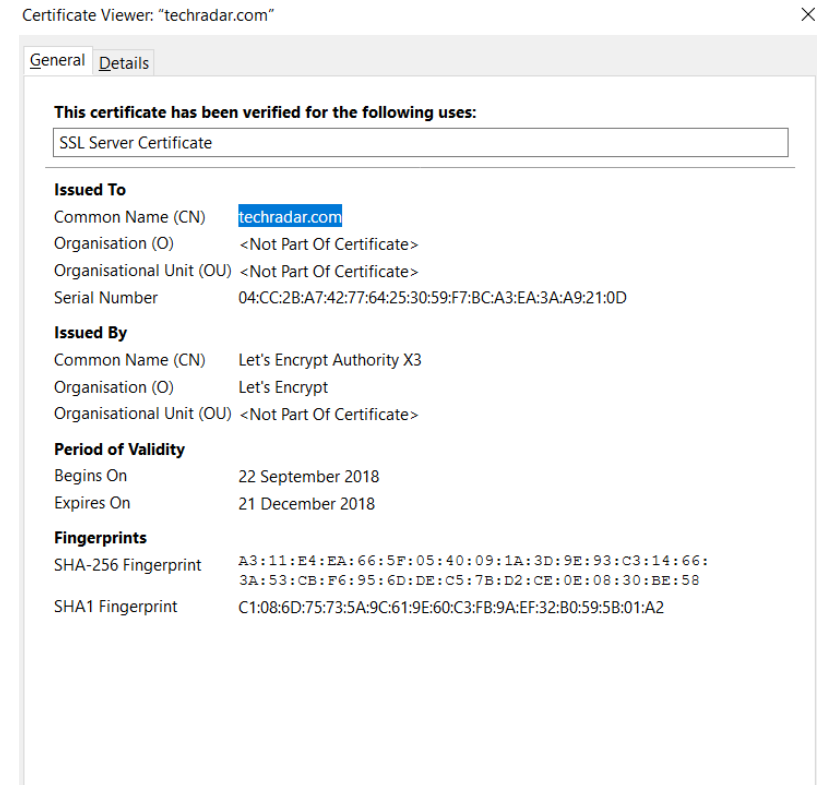 Certificate Viewer: “techradar.com”
General Details
This certificate has been verified for the following uses:
SSL Server Certificate
Issued To
Common Name (CN) techradar.com
Organisation (O) <Not Part Of Certificate>
Organisational Unit (OU) <Not Part Of Certificate>
Serial Number 04:CC:2B:A7:42:77:64:25:30:59:F7:BC:A3:EA:3A:A9:21:0D
Issued By
Common Name (CN) Let's Encrypt Authority X3
Organisation (O) Let's Encrypt
Organisational Unit (OU) <Not Part Of Certificate>
Period of Validity
Begins On 22 September 2018
Expires On 21 December 2018
Fingerprints
SHA-256 Fingerprint A3:11:E4:EA:66:5F:05:40:09:1A:3D:9E:93:C3:14:66:
3A:53:CB:F6:95:6D:DE:C5:7B:D2:CE:0E:08:30:BE:58
SHA1 Fingerprint C1:08:6D:75:73:5A:9C:61:9E:60:C3:FB:9A:EF:32:B0:59:5B:01:A2